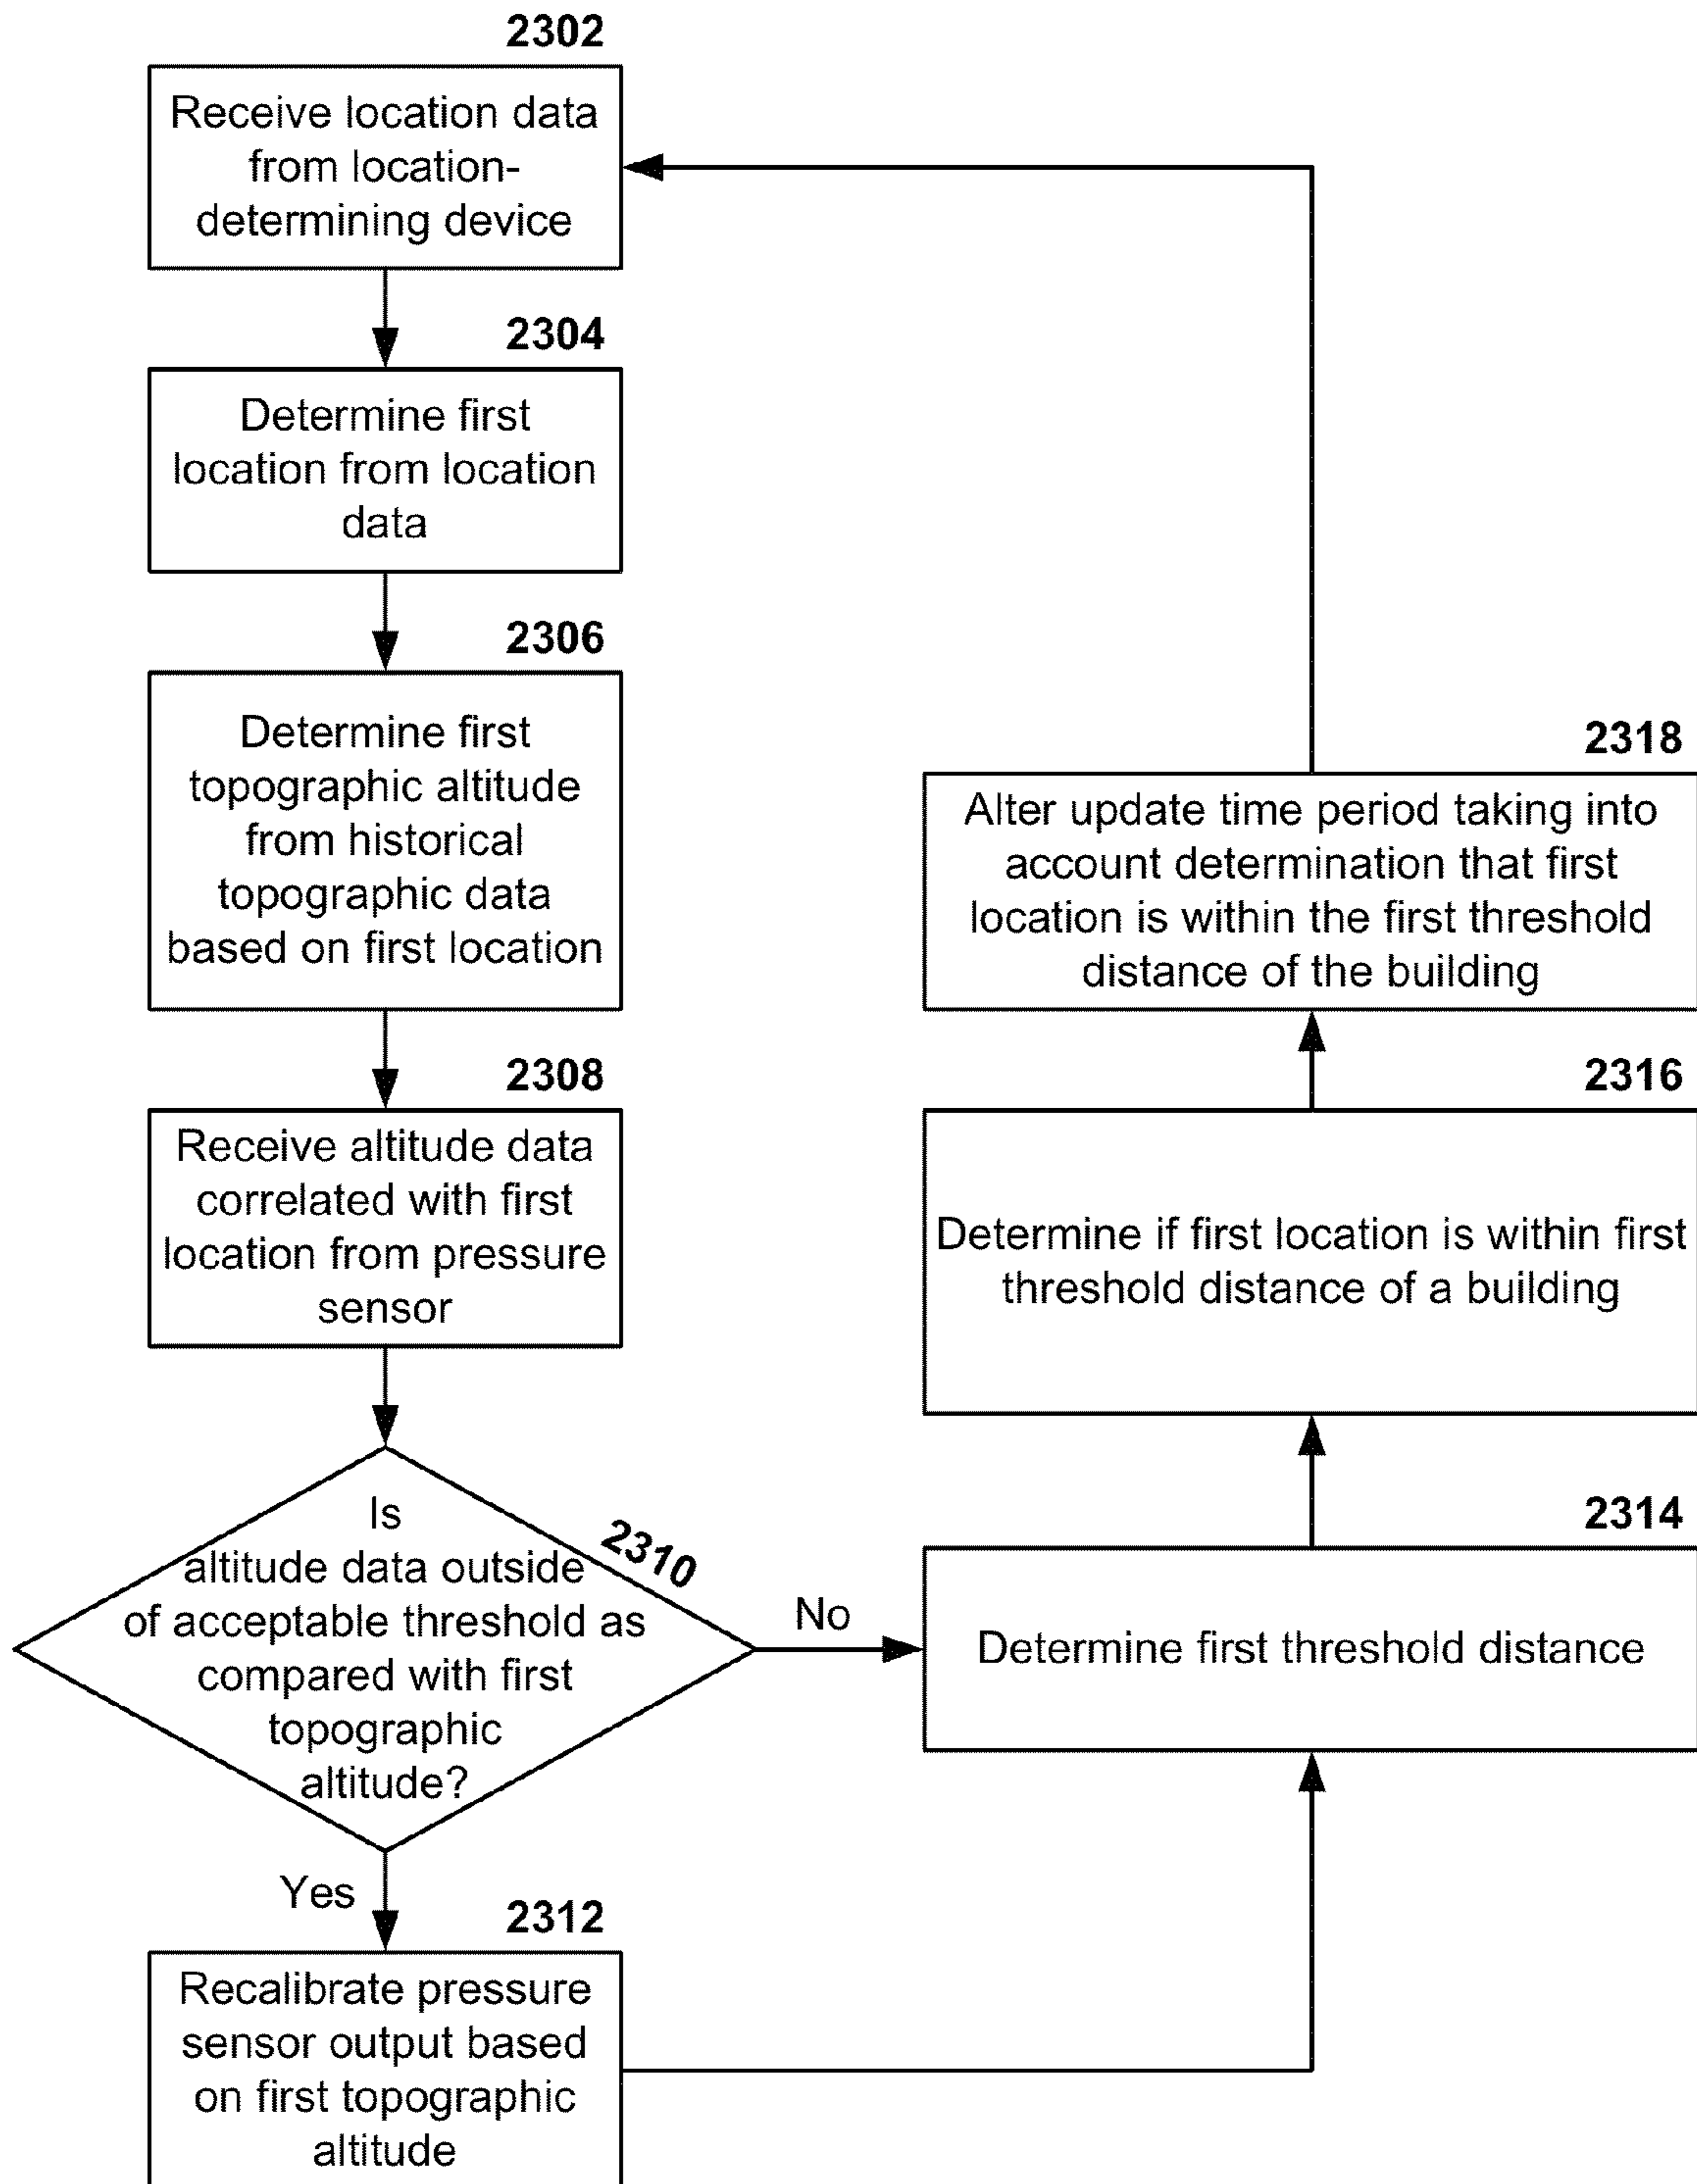 2302
Receive location data
from location-
determining device
2304
Determine first
location from location
data
2306
Determine first
topographic altitude
from historical
topographic data
based on first location
2308
Receive altitude data
correlated with first
location from pressure
sensor
2310
Is
altitude data outside
of acceptable threshold as
compared with first
topographic
altitude?
No
Yes
2312
Recalibrate pressure
sensor output based
on first topographic
altitude
2314
Determine first threshold distance
2316
Determine if first location is within first
threshold distance of a building
2318
Alter update time period taking into
account determination that first
location is within the first threshold
distance of the building